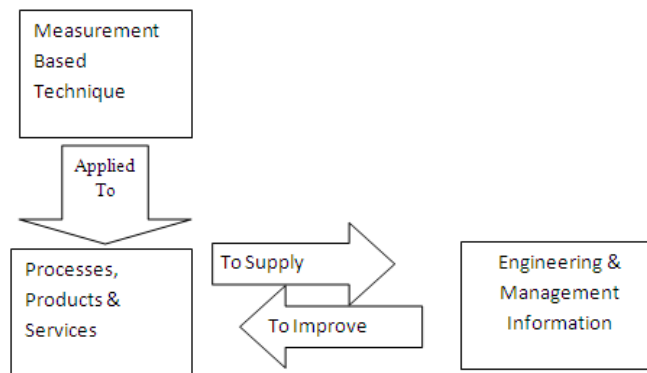 Measurement
Based
Technique
Applied
To
Processes,
Products &
Services
To Supply
To Improve
Engineering &
Management
Information